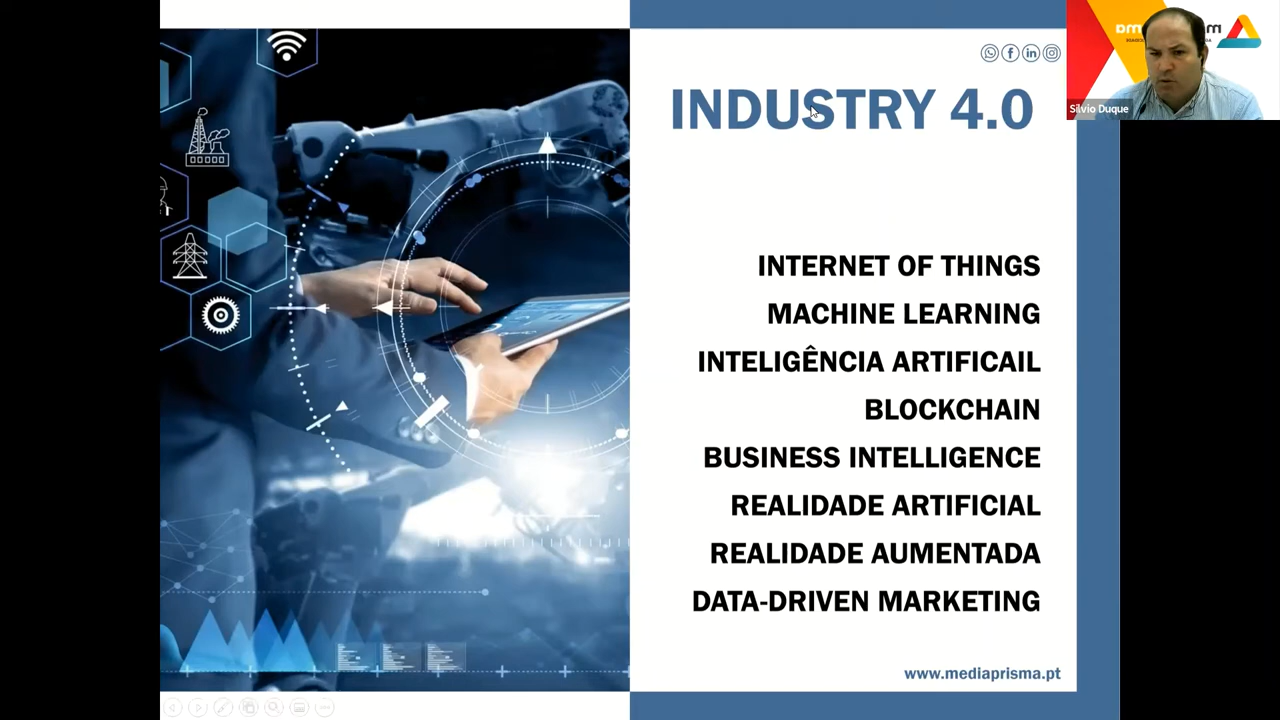 INDUSTRY 4.0
INTERNET OF THINGS
MACHINE LEARNING
INTELIGÊNCIA ARTIFICAIL
BLOCKCHAIN
BUSINESS INTELLIGENCE
REALIDADE ARTIFICIAL
REALIDADE AUMENTADA
DATA-DRIVEN MARKETING
www.mediaprisma.pt
Sílvio Duque